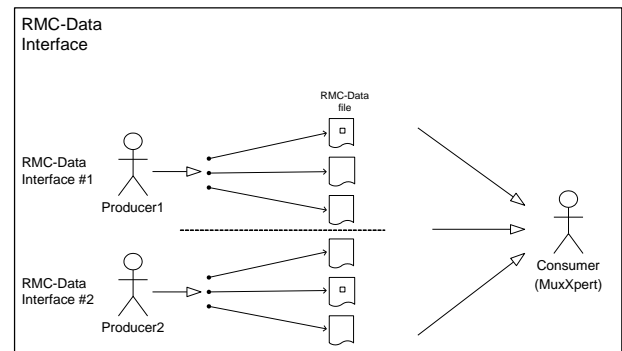 RMC-Data
Interface
RMC-Data
file
RMC-Data
Interface #1
Producer1
RMC-Data
Interface #2
Producer2
Consumer
(MuxXpert)